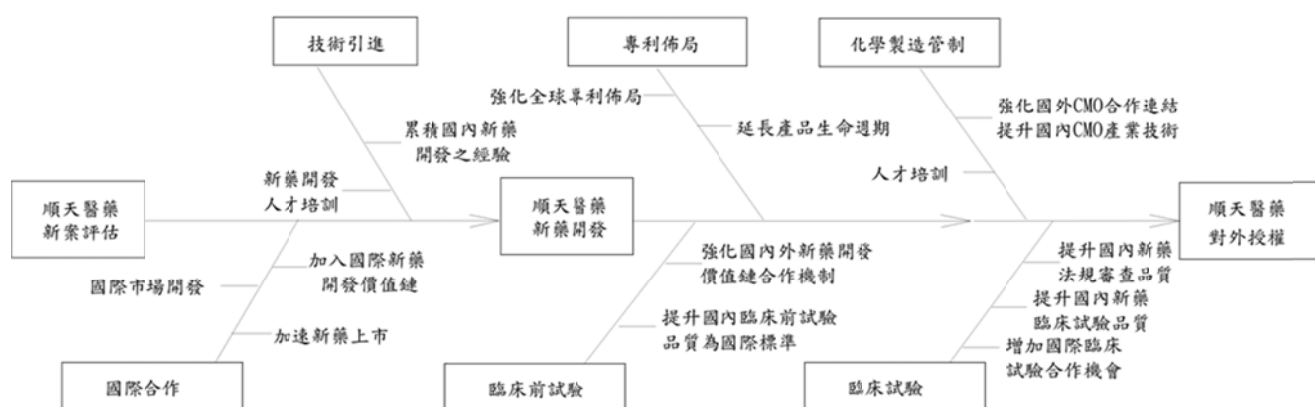 技術引進
專利佈局
化學製造管制
強化全球專利佈局
強化國外CMO合作連結
提升國內CMO產業技術
累積國內新藥
開發之經驗
延長產品生命週期
新藥開發
人才培訓
人才培訓
順天醫藥
新案評估
順天醫藥
新藥開發
順天醫藥
對外授權
加入國際新藥
開發價值鏈
國際市場開發
加速新藥上市
強化國內外新藥開發
價值鏈合作機制
提升國內臨床前試驗
品質為國際標準
提升國內新藥
法規審查品質
提升國內新藥
臨床試驗品質
增加國際臨床
試驗合作機會
國際合作
臨床前試驗
臨床試驗